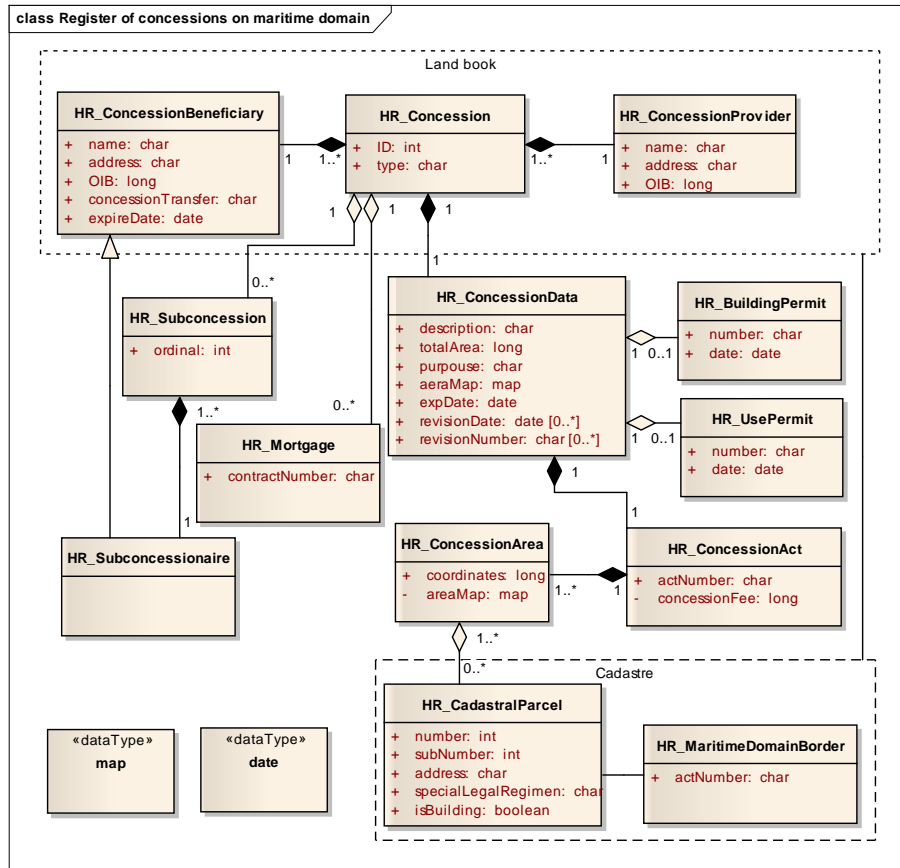 class Register of concessions on maritime domain
Land book
HR_ConcessionBeneficiary
+ name: char
+ address: char
+ OIB: long
+ concessionTransfer: char
+ expireDate: date
1
1..*
HR_Concession
+ ID: int
+ type: char
1..*
1
HR_ConcessionProvider
+ name: char
+ address: char
+ OIB: long
1
1
1
0..*
1
HR_Subconcession
+ ordinal: int
1..*
0..*
1
HR_Mortgage
+ contractNumber: char
HR_Subconcessionaire
HR_ConcessionData
+ description: char
+ totalArea: long
+ purpouse: char
+ aeraMap: map
+ expDate: date
+ revisionDate: date [0..*]
+ revisionNumber: char [0..*]
1 0..1
HR_BuildingPermit
+ number: char
+ date: date
1 0..1
HR_UsePermit
+ number: char
+ date: date
1
1
HR_ConcessionArea
+ coordinates: long
- areaMap: map
1..*
1
HR_ConcessionAct
+ actNumber: char
- concessionFee: long
1..*
0..*
Cadastre
HR_CadastralParcel
+ number: int
+ subNumber: int
+ address: char
+ specialLegalRegimen: char
+ isBuilding: boolean
HR_MaritimeDomainBorder
+ actNumber: char
«dataType»
map
«dataType»
date